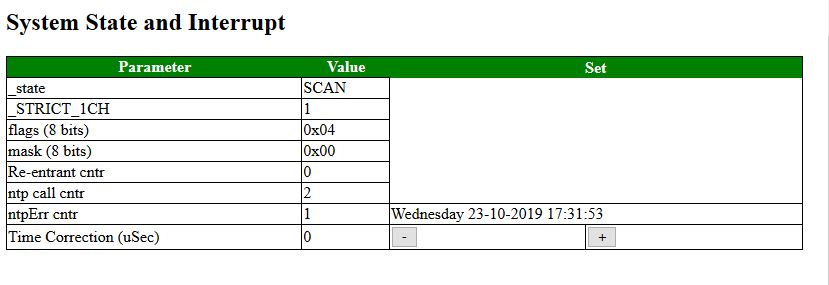 System State and Interrupt
Parameter Value Set
_state SCAN
_STRICT_1CH 1
flags (8 bits) 0x04
mask (8 bits) 0x00
Re-entrant cntr 0
ntp call cntr 2
ntpErr cntr 1 Wednesday 23-10-2019 17:31:53
Time Correction (uSec) 0 - +